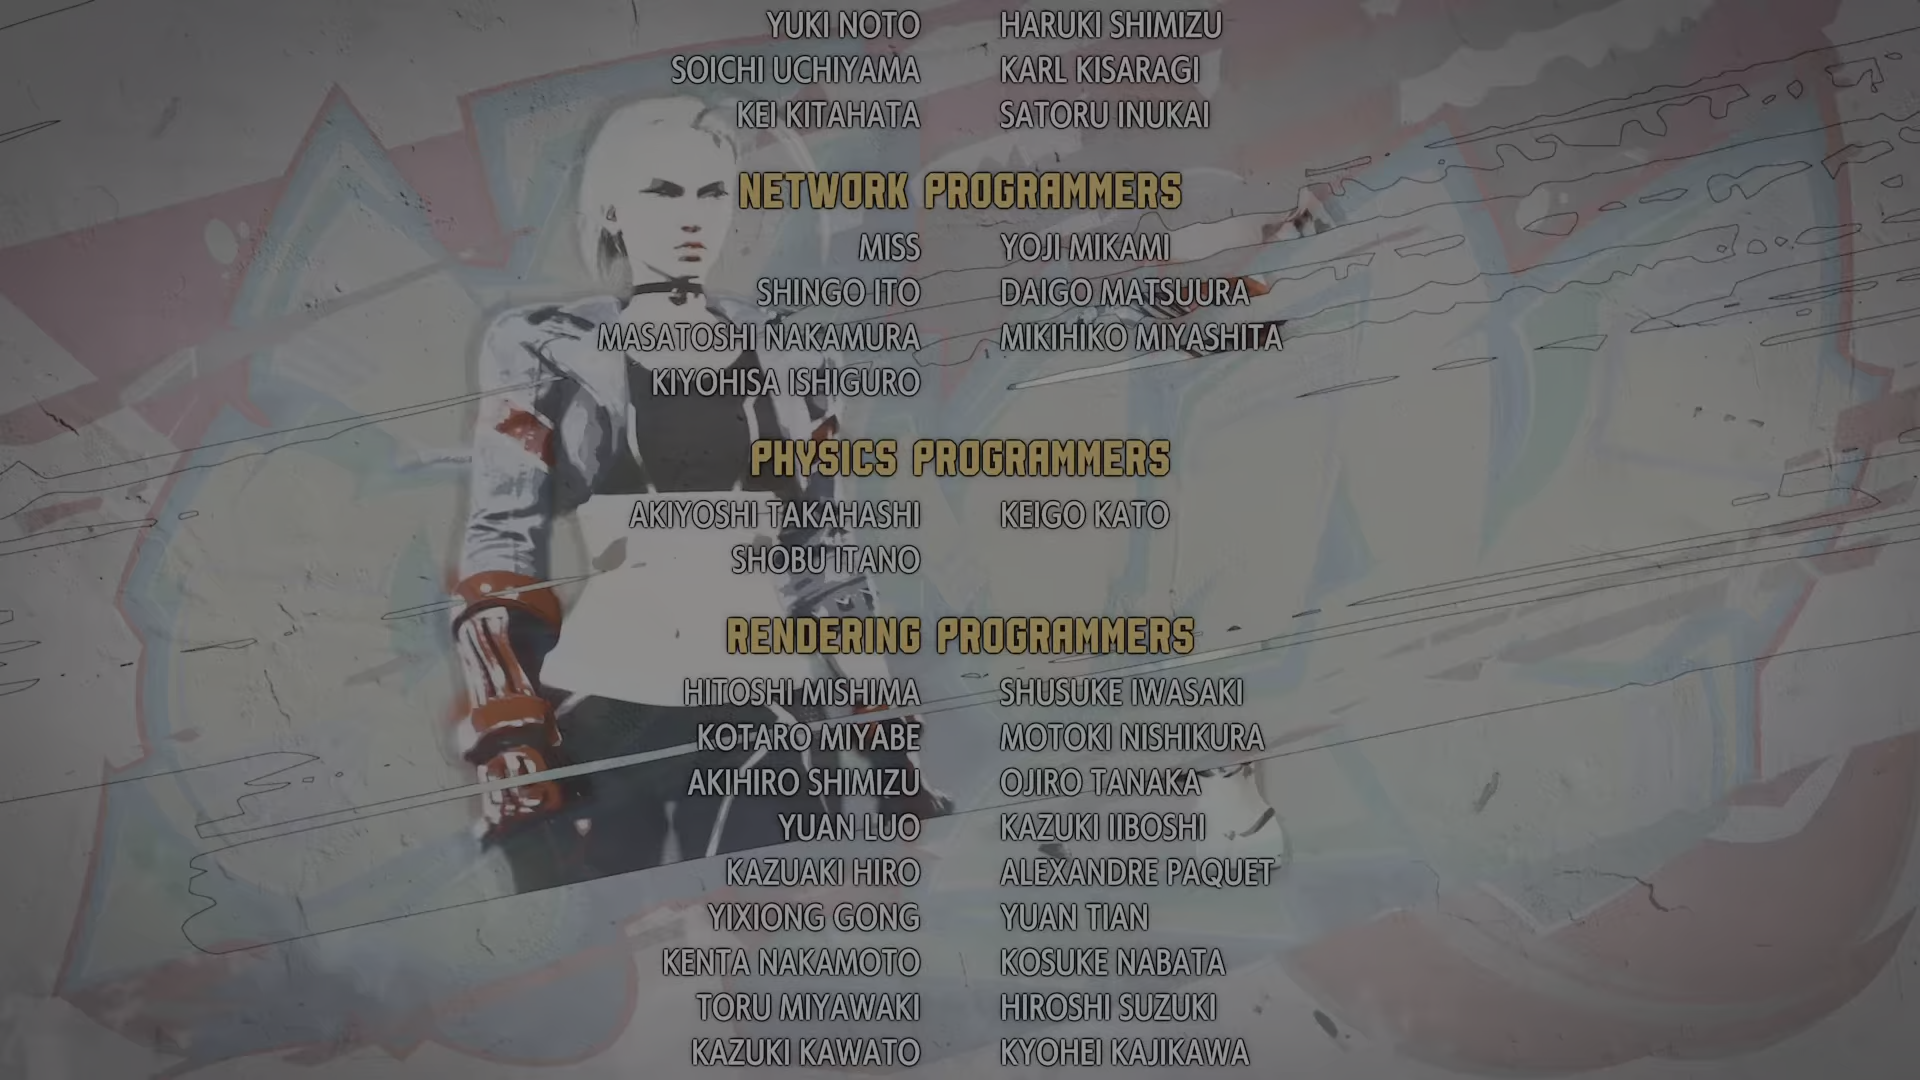 YUKI NOTO HARUKI SHIMIZU
SOICHI UCHIYAMA KARL KISARAGI
KEI KITAHATA SATORU INUKAI
NETWORK PROGRAMMERS
MISS YOJI MIKAMI
SHINGO ITO DAIGO MATSUURA
MASATOSHI NAKAMURA MIKIHIKO MIYASHITA
KIYOHISA ISHIGURO
PHYSICS PROGRAMMERS
AKIYOSHI TAKAHASHI KEIGO KATO
SHOBU ITANO
RENDERING PROGRAMMERS
HITOSHI MISHIMA SHUSUKE IWASAKI
KOTARO MIYABE MOTOKI NISHIKURA
AKIHIRO SHIMIZU OJIRO TANAKA
YUAN LUO KAZUKI IIBOSHI
KAZUAKI HIRO ALEXANDRE PAQUET
YIXIONG GONG YUAN TIAN
KENTA NAKAMOTO KOSUKE NABATA
TORU MIYAWAKI HIROSHI SUZUKI
KAZUKI KAWATO KYOHEI KAJIKAWA